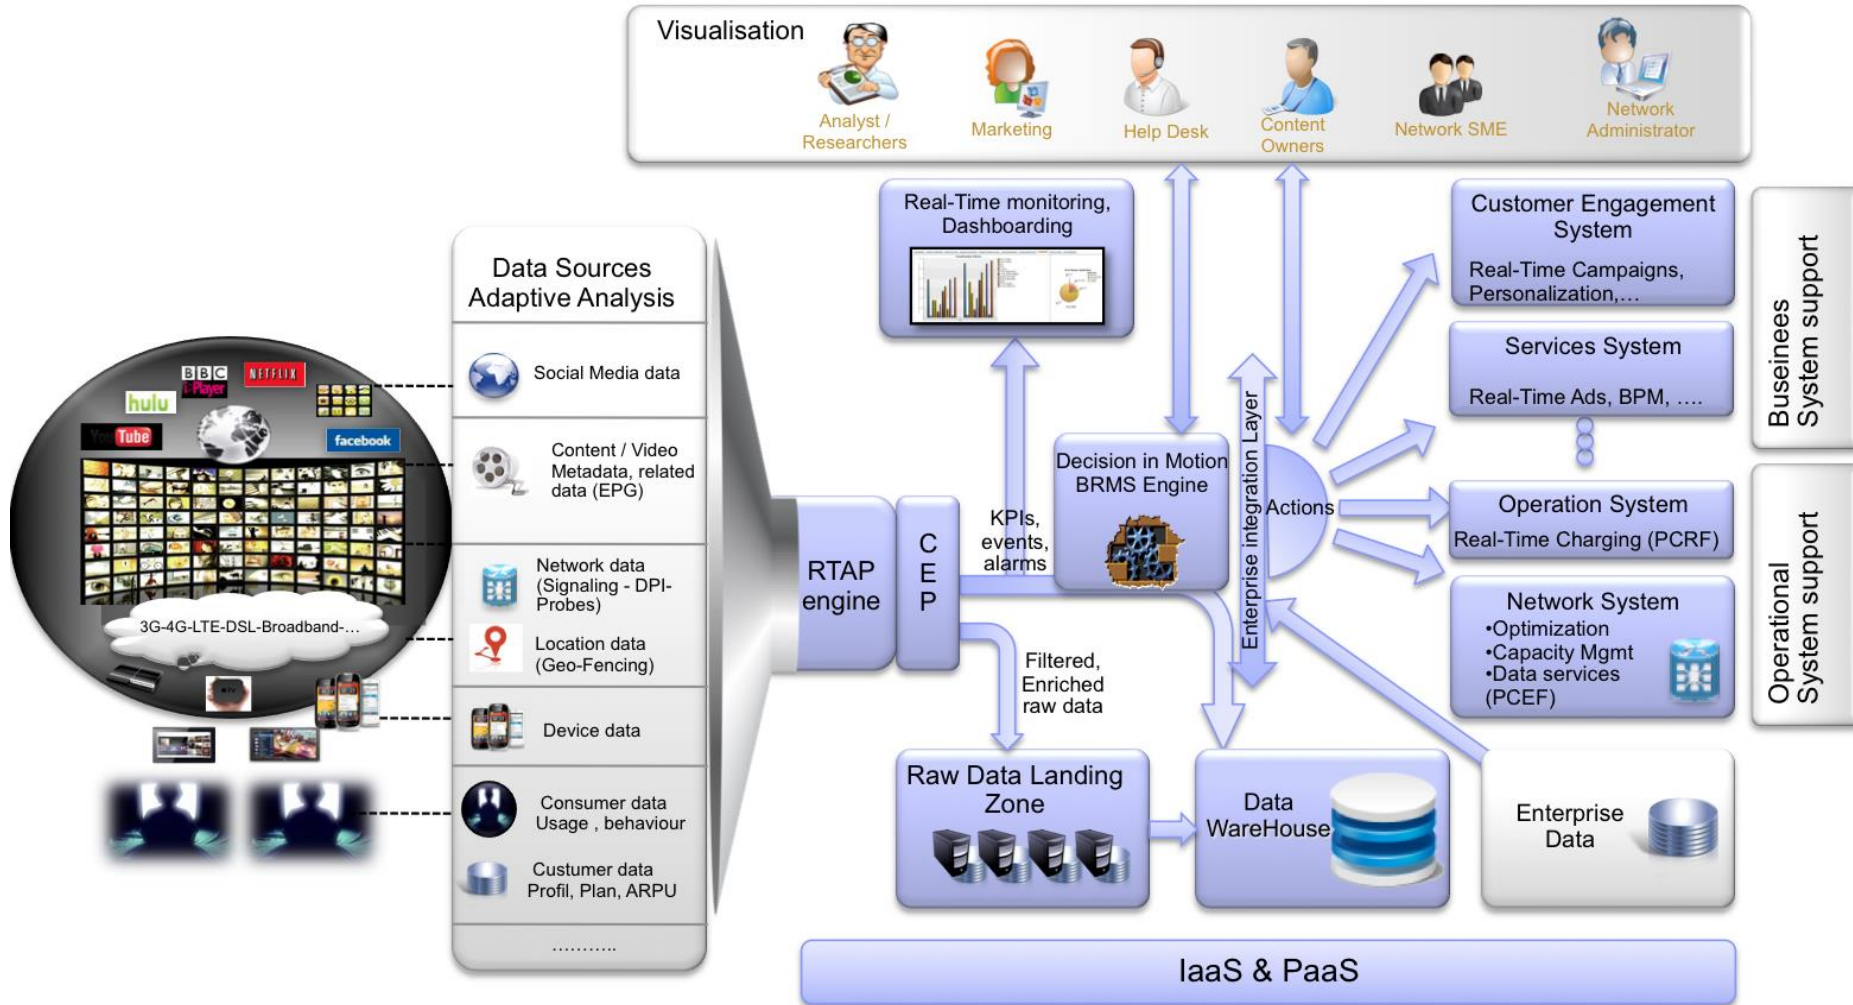 Visualisation
Analyst /
Researchers
Marketing
Help Desk
Content
Owners
Network SME
Network
Administrator
Real-Time monitoring,
Dashboarding
Customer Engagement
System
Real-Time Campaigns,
Personalization,...
Services System
Real-Time Ads, BPM, ....
Buseinees
System support
Data Sources
Adaptive Analysis
Social Media data
Content / Video
Metadata, related
data (EPG)
Network data
(Signaling - DPI-
Probes)
Location data
(Geo-Fencing)
Device data
Consumer data
Usage , behaviour
Custumer data
Profil, Plan, ARPU
...........
BBC
iPlayer
NETFLIX
hulu
YouTube
facebook
3G-4G-LTE-DSL-Broadband-...
tv
RTAP
engine
C
E
P
KPIs,
events,
alarms
Decision in Motion
BRMS Engine
Enterprise integration Layer
Actions
Operation System
Real-Time Charging (PCRF)
Network System
•Optimization
•Capacity Mgmt
•Data services
(PCEF)
Operational
System support
Filtered,
Enriched
raw data
Raw Data Landing
Zone
Data
WareHouse
Enterprise
Data
IaaS & PaaS